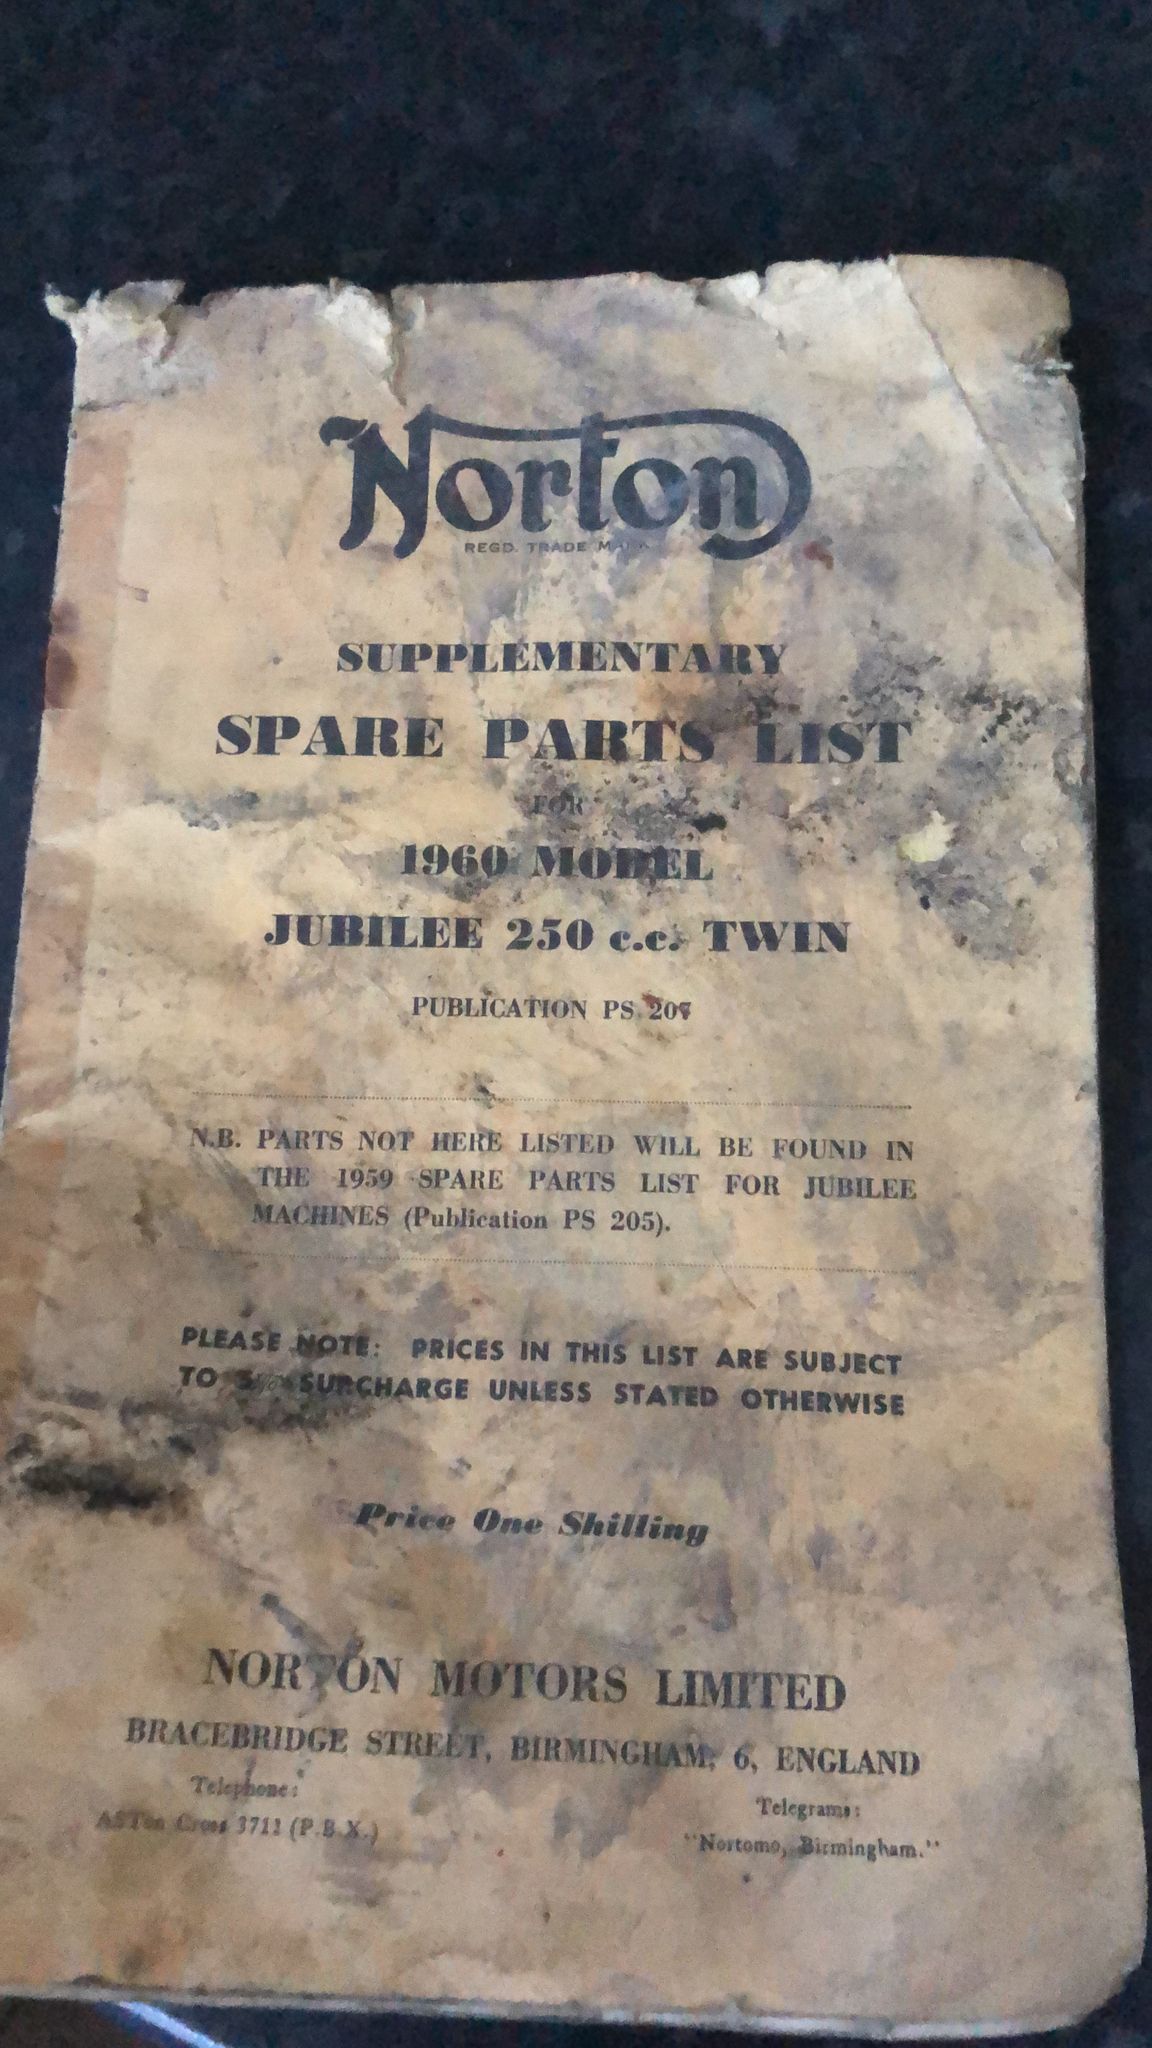 Norton
REGD. TRADE MARK
SUPPLEMENTARY
SPARE PARTS LIST
FOR
1960 MODEL
JUBILEE 250 c.c. TWIN
PUBLICATION PS 207
N.B. PARTS NOT HERE LISTED WILL BE FOUND IN
THE 1959 SPARE PARTS LIST FOR JUBILEE
MACHINES (Publication PS 205).
PLEASE NOTE: PRICES IN THIS LIST ARE SUBJECT
TO 5% SURCHARGE UNLESS STATED OTHERWISE
Price One Shilling
NORTON MOTORS LIMITED
BRACEBRIDGE STREET, BIRMINGHAM, 6, ENGLAND
Telephone:
ASTon Cross 3711 (P.B.X.)
Telegrams:
"Nortomo, Birmingham."